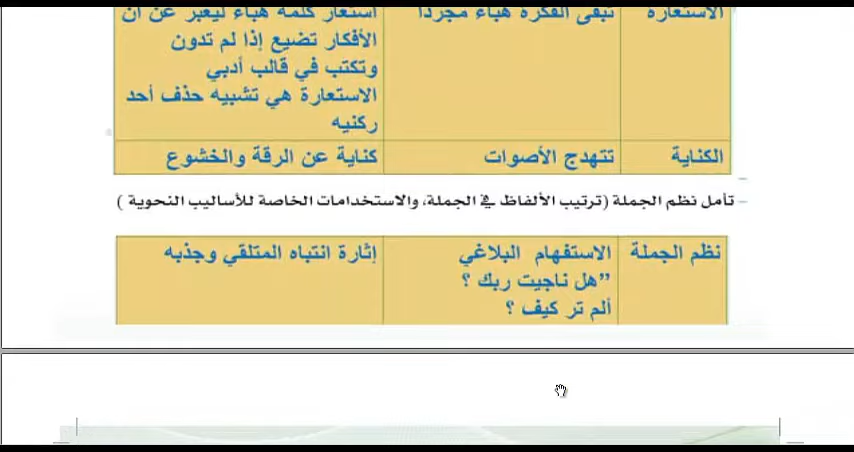 الاستعارة تبقى الفكرة هباء مجردا استعار كلمة هباء ليعبر عن أن
الأفكار تضيع إذا لم تدون
وتكتب في قالب أدبي
الاستعارة هي تشبيه حذف أحد
ركنيه
الكناية تتهدج الأصوات كناية عن الرقة والخشوع
– تأمل نظم الجملة (ترتيب الألفاظ في الجملة، والاستخدامات الخاصة للأساليب النحوية )
نظم الجملة الاستفهام البلاغي إثارة انتباه المتلقي وجذبه
"هل ناجيت ربك ؟
ألم تر كيف ؟